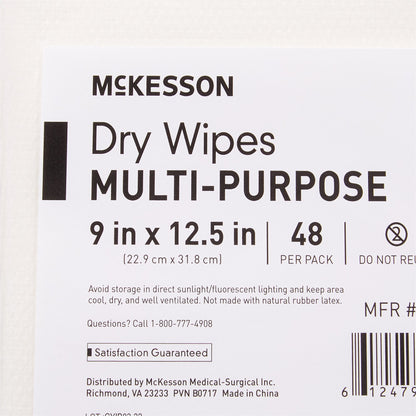 McKESSON
Dry Wipes
MULTI-PURPOSE
9 in x 12.5 in
(22.9 cm x 31.8 cm)
48
PER PACK
2
DO NOT REU
Avoid storage in direct sunlight/fluorescent lighting and keep area
cool, dry, and well ventilated. Not made with natural rubber latex.
Questions? Call 1-800-777-4908
MFR #
Satisfaction Guaranteed
Distributed by McKesson Medical-Surgical Inc.
Richmond, VA 23233 PVN B0717 Made in China
6 12479